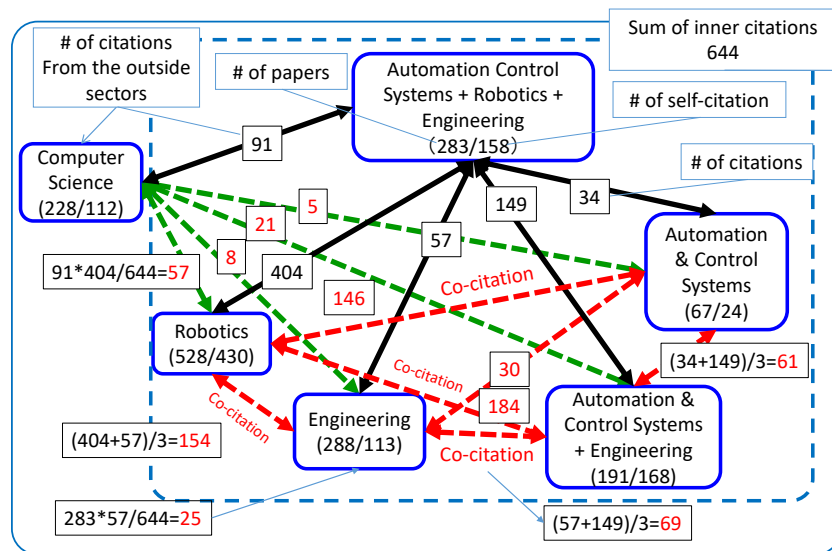 # of citations
From the outside
sectors
# of papers
Automation Control
Systems + Robotics +
Engineering
(283/158)
Sum of inner citations
644
# of self-citation
# of citations
Computer
Science
(228/112)
91
5
21
8
57
149
34
404
146
91*404/644=57
Co-citation
Automation
& Control
Systems
(67/24)
Robotics
(528/430)
Co-citation
30
184
(34+149)/3=61
Co-citation
Engineering
(288/113)
Co-citation
Automation &
Control Systems
+ Engineering
(191/168)
(404+57)/3=154
283*57/644=25
(57+149)/3=69